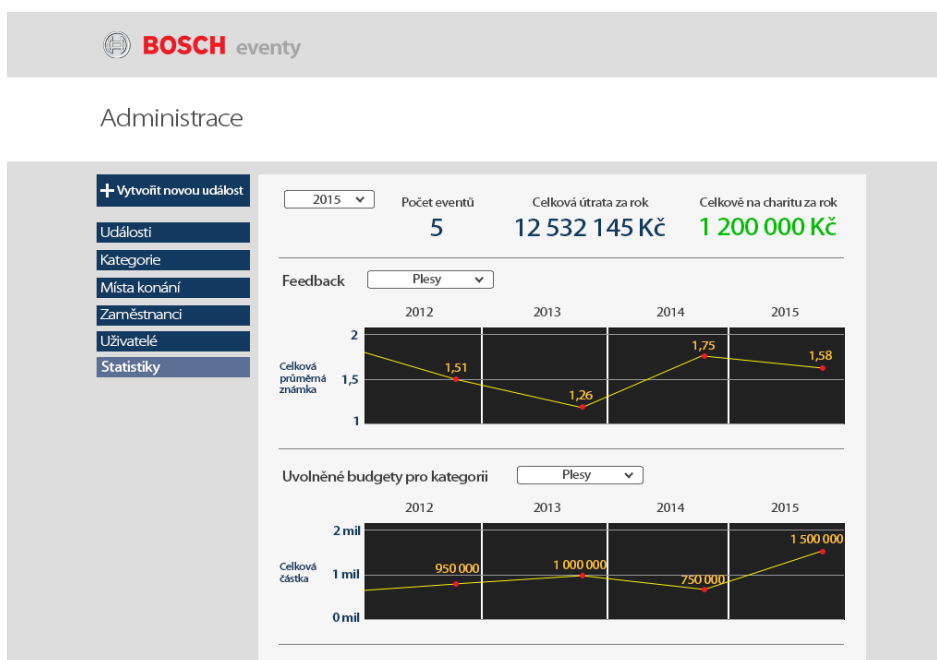 BOSCH eventy
Administrace
Vytvořit novou událost
Události
Kategorie
Místa konání
Zaměstnanci
Uživatelé
Statistiky
2015
Počet eventů
5
Celková útrata za rok
12 532 145 Kč
Celkově na charitu za rok
1 200 000 Kč
Feedback
Plesy
2012 2013 2014 2015
Celková
průměrná
známka
2
1,5
1
1,51
1,26
1,75
1,58
Uvolněné budgety pro kategorii
Plesy
2012 2013 2014 2015
Celková
částka
2 mil
1 mil
0 mil
950 000
1 000 000
750 000
1 500 000